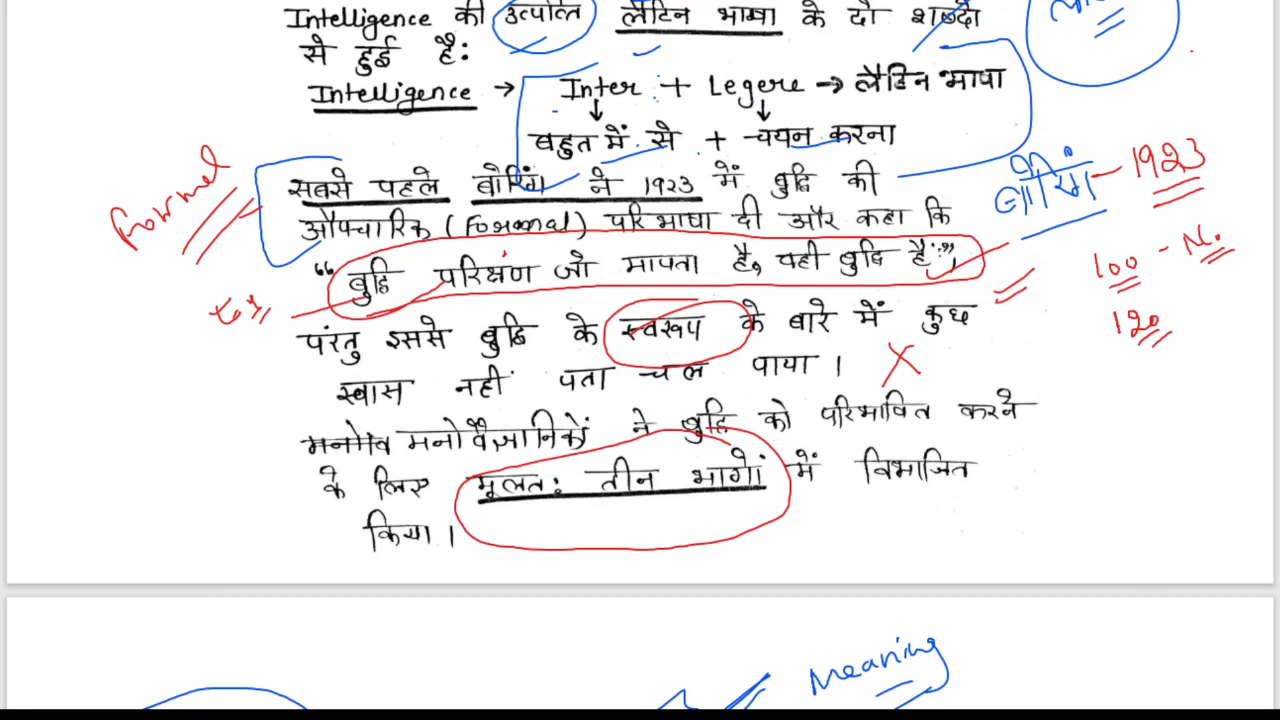 Intelligence की उत्पत्ति लैटिन भाषा के दो शब्दों
से हुई है:
Intelligence → Inter + Legere → लैटिन भाषा
बहुत में से + चयन करना
Formal
सबसे पहले बोरिंग ने 1923 में बुद्धि की
बोरिंग - 1923
औपचारिक (Formal) परिभाषा दी और कहा कि
“बुद्धि परिक्षंण जो मापता है, वही बुद्धि है।”
100 - N.
120
परंतु इससे बुद्धि के स्वरूप के बारे में कुछ
खास नहीं पता चल पाया।
मनोवैज्ञानिकों ने बुद्धि को परिभाषित करने
के लिए मूलत: तीन भागों में विभाजित
किया।
Meaning